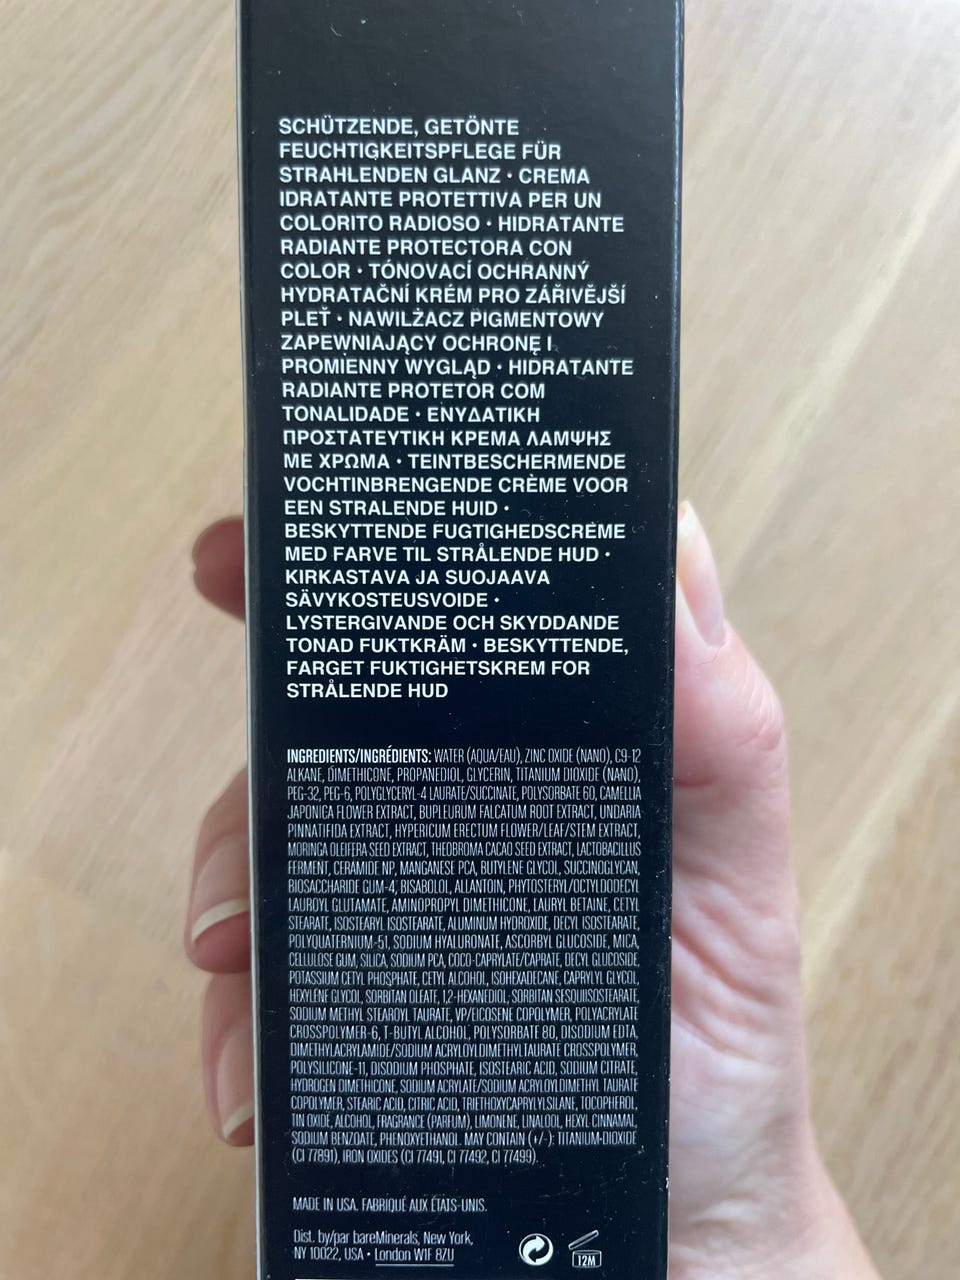 SCHÜTZENDE, GETÖNTE
FEUCHTIGKEITSPFLEGE FÜR
STRAHLENDEN GLANZ • CREMA
IDRATANTE PROTETTIVA PER UN
COLORITO RADIOSO • HIDRATANTE
RADIANTE PROTECTORA CON
COLOR • TÓNOVACÍ OCHRANNÝ
HYDRATAČNÍ KRÉM PRO ZÁŘIVĚJŠÍ
PLEŤ • NAWILŻACZ PIGMENTOWY
ZAPEWNIAJĄCY OCHRONĘ I
PROMIENNY WYGLĄD • HIDRATANTE
RADIANTE PROTETOR COM
TONALIDADE • ΕΝΥΔΑΤΙΚΗ
ΠΡΟΣΤΑΤΕΥΤΙΚΗ ΚΡΕΜΑ ΛΑΜΨΗΣ
ΜΕ ΧΡΩΜΑ • TEINTBESCHERMENDE
VOCHTINBRENGENDE CRÈME VOOR
EEN STRALENDE HUID •
BESKYTTENDE FUGTIGHEDSCREME
MED FARVE TIL STRÅLENDE HUD •
KIRKASTAVA JA SUOJAAVA
SÄVYKOSTEUSVOIDE •
LYSTERGIVANDE OCH SKYDDANDE
TONAD FUKTKRÄM • BESKYTTENDE,
FARGET FUKTIGHETSKREM FOR
STRÅLENDE HUD
INGREDIENTS/INGRÉDIENTS: WATER (AQUA/EAU), ZINC OXIDE (NANO), C9-12
ALKANE, DIMETHICONE, PROPANEDIOL, GLYCERIN, TITANIUM DIOXIDE (NANO),
PEG-32, PEG-6, POLYGLYCERYL-4 LAURATE/SUCCINATE, POLYSORBATE 60, CAMELLIA
JAPONICA FLOWER EXTRACT, BUPLEURUM FALCATUM ROOT EXTRACT, UNDARIA
PINNATIFIDA EXTRACT, HYPERICUM ERECTUM FLOWER/LEAF/STEM EXTRACT,
MORINGA OLEIFERA SEED EXTRACT, THEOBROMA CACAO SEED EXTRACT, LACTOBACILLUS
FERMENT, CERAMIDE NP, MANGANESE PCA, BUTYLENE GLYCOL, SUCCINOGLYCAN,
BIOSACCHARIDE GUM-4, BISABOLOL, ALLANTOIN, PHYTOSTERYL/OCTYLDODECYL
LAUROYL GLUTAMATE, AMINOPROPYL DIMETHICONE, LAURYL BETAINE, CETYL
STEARATE, ISOSTEARYL ISOSTEARATE, ALUMINUM HYDROXIDE, DECYL ISOSTEARATE,
POLYQUATERNIUM-51, SODIUM HYALURONATE, ASCORBYL GLUCOSIDE, MICA,
CELLULOSE GUM, SILICA, SODIUM PCA, COCO-CAPRYLATE/CAPRATE, DECYL GLUCOSIDE,
POTASSIUM CETYL PHOSPHATE, CETYL ALCOHOL, ISOHEXADECANE, CAPRYLYL GLYCOL,
HEXYLENE GLYCOL, SORBITAN OLEATE, 1,2-HEXANEDIOL, SORBITAN SESQUIISOSTEARATE,
SODIUM METHYL STEAROYL TAURATE, VP/EICOSENE COPOLYMER, POLYACRYLATE
CROSSPOLYMER-6, T-BUTYL ALCOHOL, POLYSORBATE 80, DISODIUM EDTA,
DIMETHYLACRYLAMIDE/SODIUM ACRYLOYLDIMETHYLTAURATE CROSSPOLYMER,
POLYSILICONE-11, DISODIUM PHOSPHATE, ISOSTEARIC ACID, SODIUM CITRATE,
HYDROGEN DIMETHICONE, SODIUM ACRYLATE/SODIUM ACRYLOYLDIMETHYL TAURATE
COPOLYMER, STEARIC ACID, CITRIC ACID, TRIETHOXYCAPRYLYLSILANE, TOCOPHEROL,
TIN OXIDE, ALCOHOL, FRAGRANCE (PARFUM), LIMONENE, LINALOOL, HEXYL CINNAMAL,
SODIUM BENZOATE, PHENOXYETHANOL. MAY CONTAIN (+/-): TITANIUM DIOXIDE
(CI 77891), IRON OXIDES (CI 77491, CI 77492, CI 77499).
MADE IN USA. FABRIQUÉ AUX ÉTATS-UNIS.
Dist. by/par bareMinerals, New York,
NY 10022, USA • London W1F 8ZU
12M